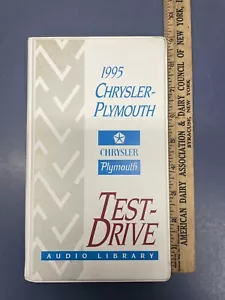 1995
CHRYSLER-
PLYMOUTH
CHRYSLER
Plymouth
TEST-
DRIVE
AUDIO LIBRARY
AMERICAN DAIRY ASSOCIATION & DAIRY COUNCIL OF NEW YORK
SYRACUSE, NEW YORK